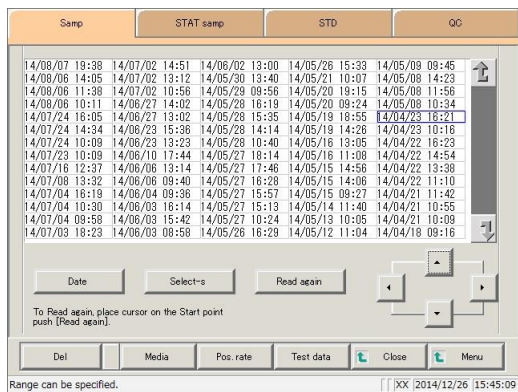 Samp STAT samp STD QC
14/08/07 19:38 14/07/02 14:51 14/06/02 13:00 14/05/26 15:33 14/05/09 09:45
14/08/06 14:05 14/07/02 13:12 14/05/30 13:40 14/05/21 10:07 14/05/08 14:23
14/08/06 11:38 14/07/02 10:56 14/05/29 09:56 14/05/20 19:15 14/05/08 11:56
14/08/06 10:11 14/06/27 14:02 14/05/28 16:19 14/05/20 09:24 14/05/08 10:34
14/07/24 16:05 14/06/27 13:02 14/05/28 15:35 14/05/19 18:55 14/04/23 16:21
14/07/24 14:34 14/06/23 15:36 14/05/28 14:14 14/05/19 14:26 14/04/23 10:16
14/07/24 10:09 14/06/23 13:23 14/05/28 10:40 14/05/16 13:05 14/04/22 16:23
14/07/23 10:09 14/06/10 17:44 14/05/27 18:14 14/05/16 11:08 14/04/22 14:54
14/07/16 12:37 14/06/06 13:14 14/05/27 17:46 14/05/15 14:56 14/04/22 13:38
14/07/08 13:32 14/06/06 09:40 14/05/27 16:28 14/05/15 14:06 14/04/22 11:10
14/07/04 16:19 14/06/04 09:36 14/05/27 15:57 14/05/15 09:27 14/04/21 11:42
14/07/04 10:30 14/06/03 16:14 14/05/27 15:13 14/05/14 11:40 14/04/21 10:55
14/07/04 09:58 14/06/03 15:42 14/05/27 10:24 14/05/13 10:05 14/04/21 10:09
14/07/03 18:23 14/06/03 08:58 14/05/26 16:29 14/05/12 11:04 14/04/18 09:16
Date Select-s Read again
To Read again, place cursor on the Start point
push [Read again].
Del Media Pos. rate Test data Close Menu
Range can be specified. XX 2014/12/26 15:45:09